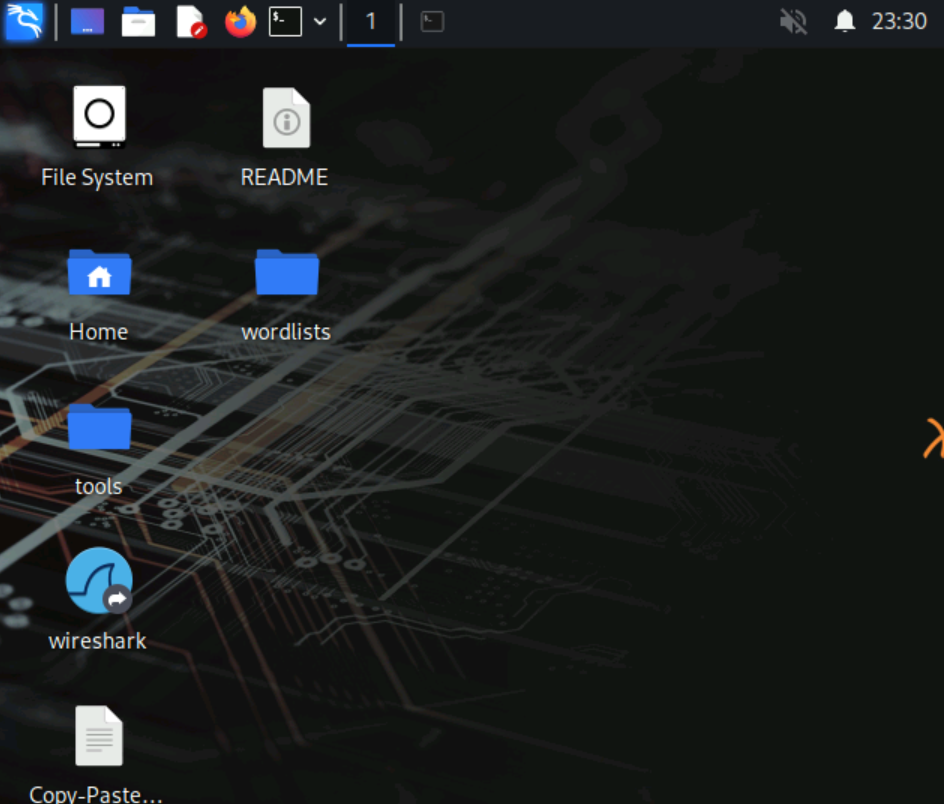 1
23:30
File System
README
Home
wordlists
tools
wireshark
Copy-Paste...